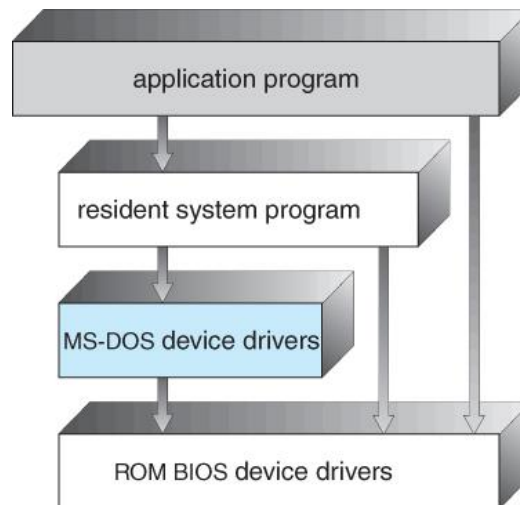 application program
resident system program
MS-DOS device drivers
ROM BIOS device drivers